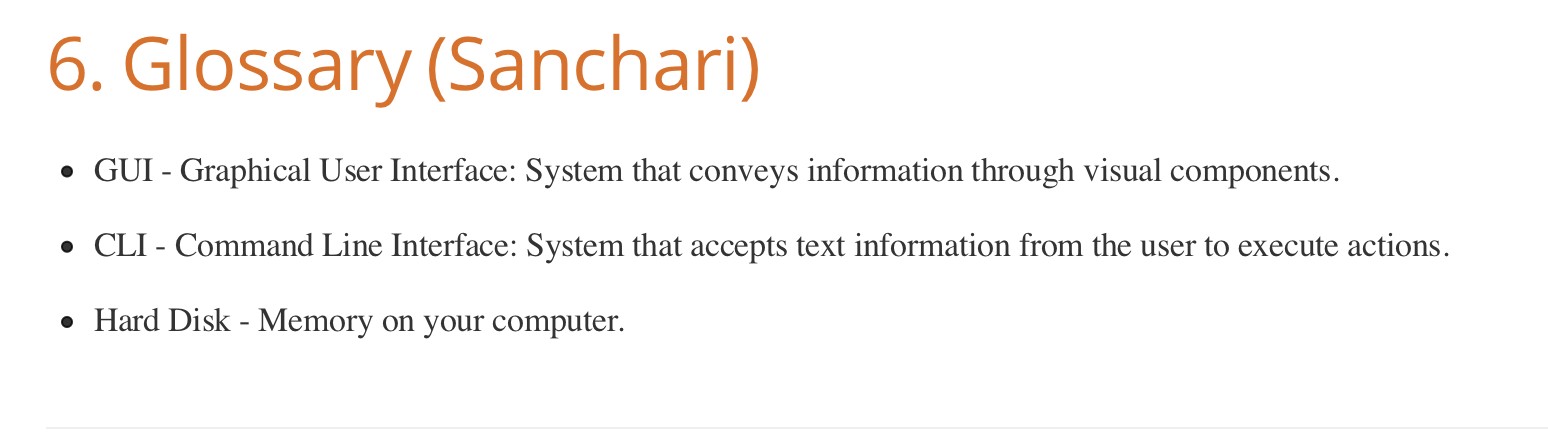 6. Glossary (Sanchari)
• GUI - Graphical User Interface: System that conveys information through visual components.
• CLI - Command Line Interface: System that accepts text information from the user to execute actions.
• Hard Disk - Memory on your computer.